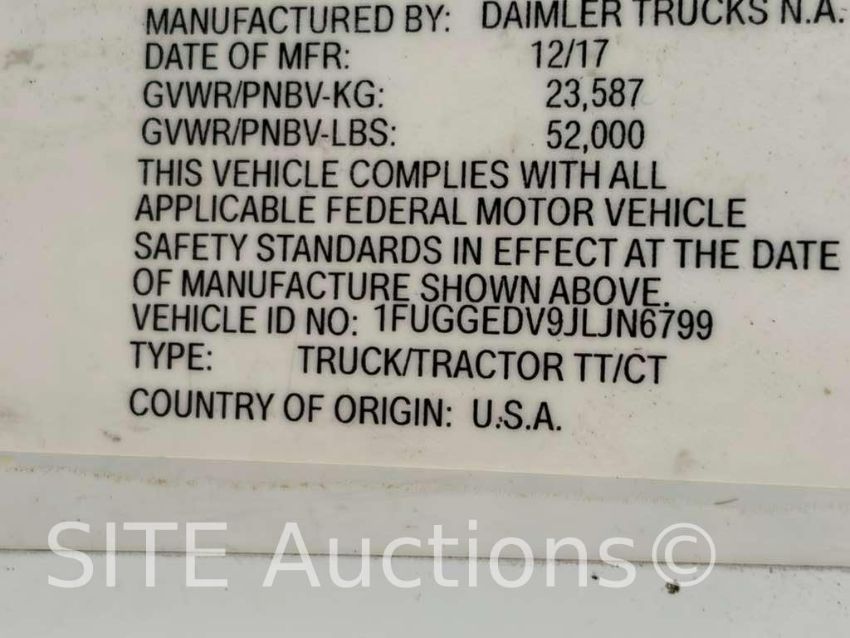 MANUFACTURED BY: DAIMLER TRUCKS N.A.
DATE OF MFR: 12/17
GVWR/PNBV-KG: 23,587
GVWR/PNBV-LBS: 52,000
THIS VEHICLE COMPLIES WITH ALL
APPLICABLE FEDERAL MOTOR VEHICLE
SAFETY STANDARDS IN EFFECT AT THE DATE
OF MANUFACTURE SHOWN ABOVE.
VEHICLE ID NO: 1FUGGEDV9JLJN6799
TYPE: TRUCK/TRACTOR TT/CT
COUNTRY OF ORIGIN: U.S.A.
SITE Auctions©